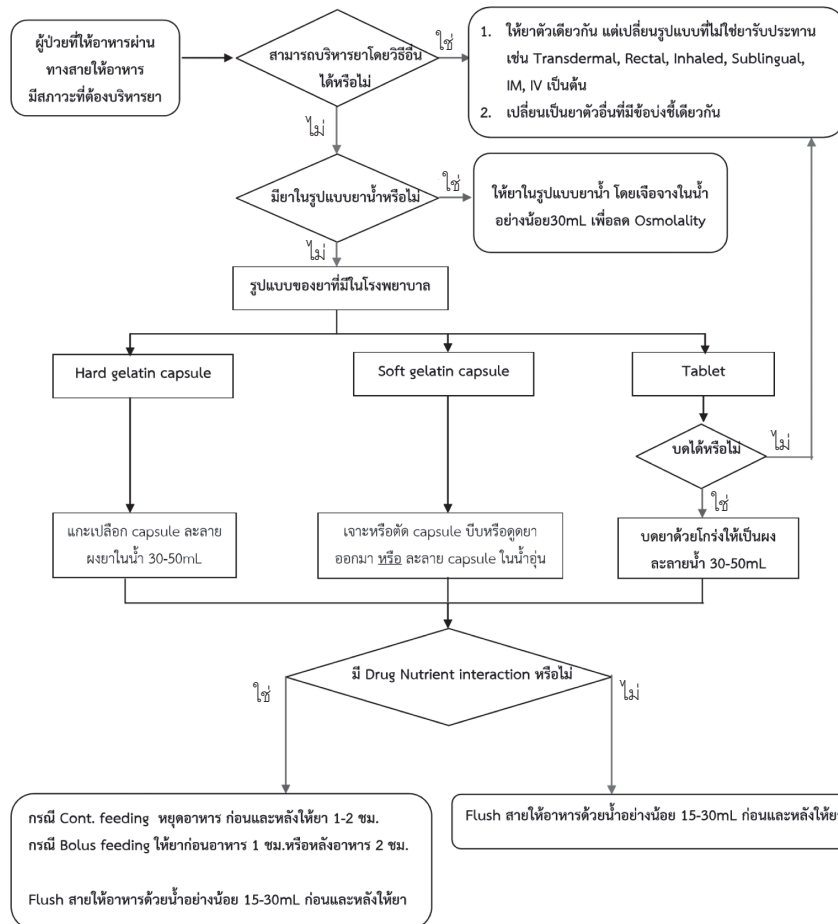 ผู้ป่วยที่ให้อาหารผ่าน
ทางสายให้อาหาร
มีสภาวะที่ต้องบริหารยา
สามารถบริหารยาโดยวิธีอื่น
ได้หรือไม่
ใช่
1. ให้ยาตัวเดียวกัน แต่เปลี่ยนรูปแบบที่ไม่ใช่ยารับประทาน
เช่น Transdermal, Rectal, Inhaled, Sublingual,
IM, IV เป็นต้น
2. เปลี่ยนเป็นยาตัวอื่นที่มีข้อบ่งชี้เดียวกัน
ไม่
มียาในรูปแบบยาน้ำหรือไม่
ใช่
ให้ยาในรูปแบบยาน้ำ โดยเจือจางในน้ำ
อย่างน้อย30mL เพื่อลด Osmolality
ไม่
รูปแบบของยาที่มีในโรงพยาบาล
Hard gelatin capsule
Soft gelatin capsule
Tablet
บดได้หรือไม่
ไม่
ใช่
แกะเปลือก capsule ละลาย
ผงยาในน้ำ 30-50mL
เจาะหรือตัด capsule บีบหรือดูดยา
ออกมา หรือ ละลาย capsule ในน้ำอุ่น
บดยาด้วยโกร่งให้เป็นผง
ละลายน้ำ 30-50mL
มี Drug Nutrient interaction หรือไม่
ใช่
ไม่
กรณี Cont. feeding หยุดอาหาร ก่อนและหลังให้ยา 1-2 ชม.
กรณี Bolus feeding ให้ยาก่อนอาหาร 1 ชม.หรือหลังอาหาร 2 ชม.
Flush สายให้อาหารด้วยน้ำอย่างน้อย 15-30mL ก่อนและหลังให้ยา
Flush สายให้อาหารด้วยน้ำอย่างน้อย 15-30mL ก่อนและหลังให้ยา